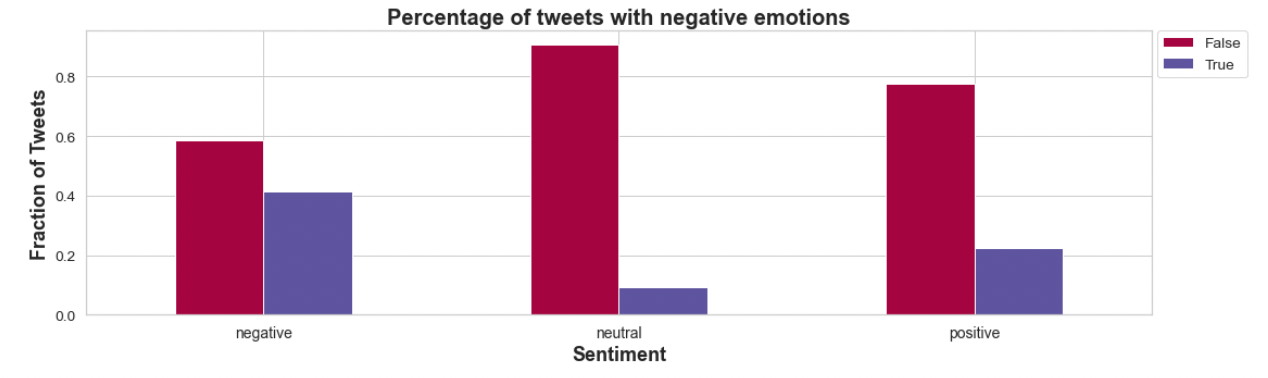 Percentage of tweets with negative emotions
False
True
Fraction of Tweets
0.8
0.6
0.4
0.2
0.0
negative neutral positive
Sentiment